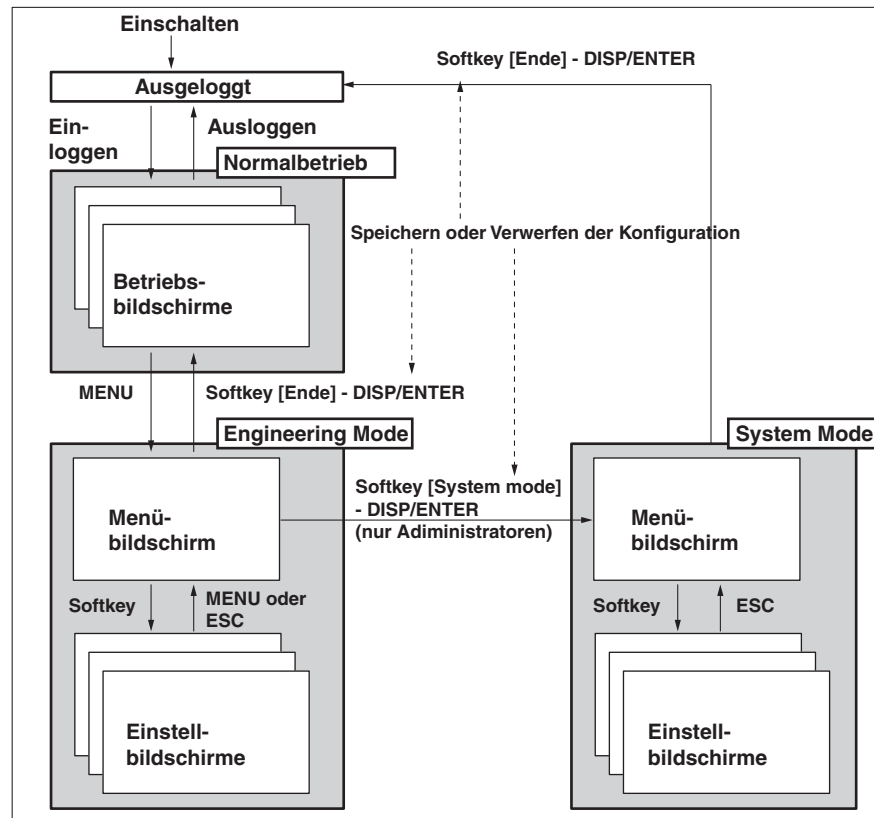 Einschalten
Softkey [Ende] - DISP/ENTER
Ausgeloggt
Ein-
loggen
Ausloggen
Normalbetrieb
Speichern oder Verwerfen der Konfiguration
Betriebs-
bildschirme
MENU
Softkey [Ende] - DISP/ENTER
Engineering Mode
System Mode
Softkey [System mode]
- DISP/ENTER
(nur Adiministratoren)
Menü-
bildschirm
Menü-
bildschirm
Softkey
MENU oder
ESC
Softkey
ESC
Einstell-
bildschirme
Einstell-
bildschirme